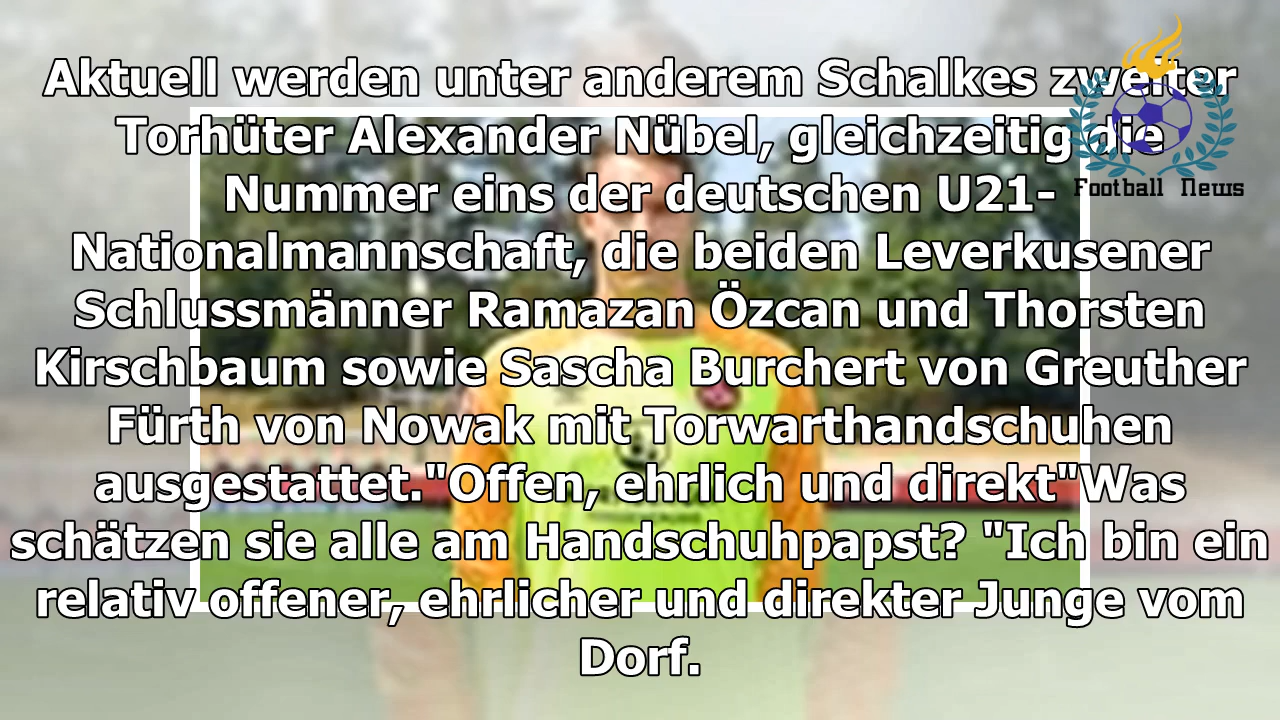 Aktuell werden unter anderem Schalkes zweiter
Torhüter Alexander Nübel, gleichzeitig die
Nummer eins der deutschen U21-
Football News
Nationalmannschaft, die beiden Leverkusener
Schlussmänner Ramazan Özcan und Thorsten
Kirschbaum sowie Sascha Burchert von Greuther
Fürth von Nowak mit Torwarthandschuhen
ausgestattet."Offen, ehrlich und direkt"Was
schätzen sie alle am Handschuhpapst? "Ich bin ein
relativ offener, ehrlicher und direkter Junge vom
Dorf.